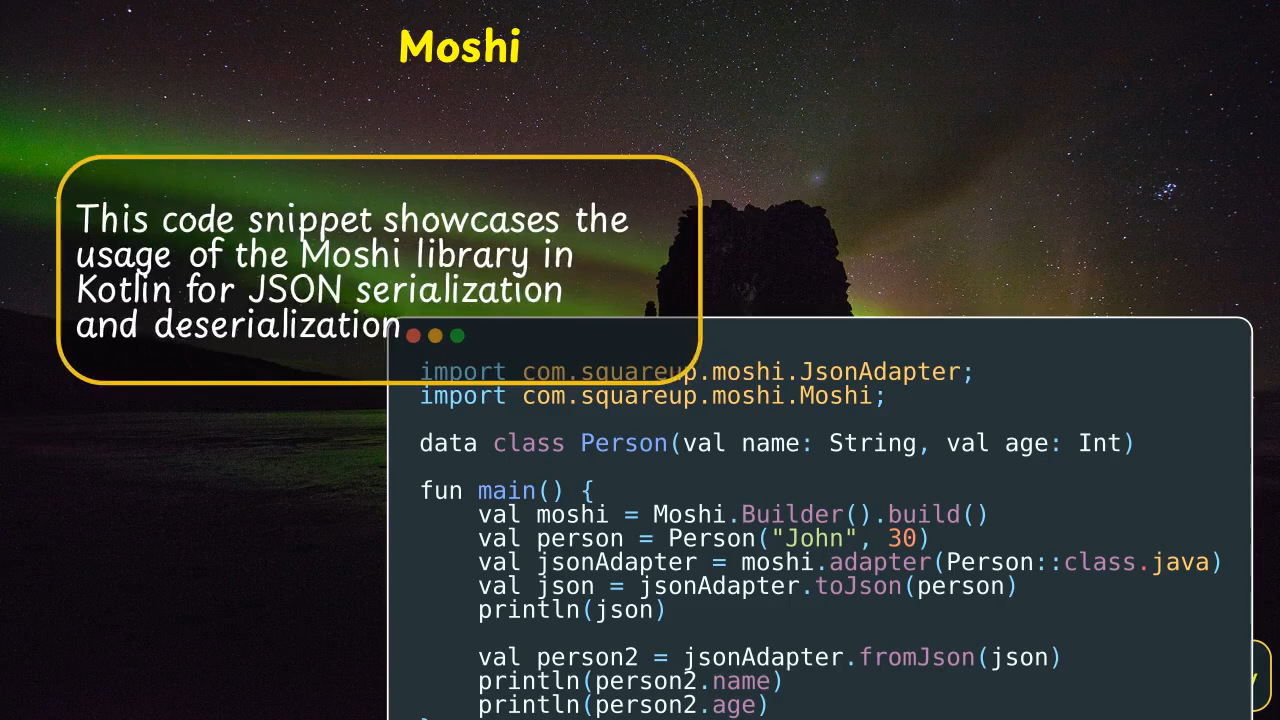 Moshi
This code snippet showcases the
usage of the Moshi library in
Kotlin for JSON serialization
and deserialization
import com.squareup.moshi.JsonAdapter;
import com.squareup.moshi.Moshi;
data class Person(val name: String, val age: Int)
fun main() {
val moshi = Moshi.Builder().build()
val person = Person("John", 30)
val jsonAdapter = moshi.adapter(Person::class.java)
val json = jsonAdapter.toJson(person)
println(json)
val person2 = jsonAdapter.fromJson(json)
println(person2.name)
println(person2.age)